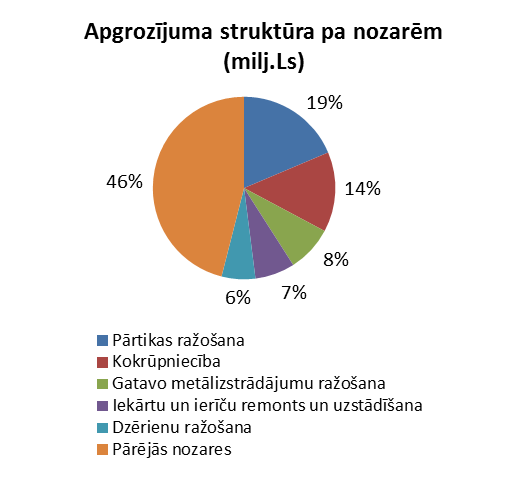 Apgrozījuma struktūra pa nozarēm
(milj.Ls)
19%
14%
8%
7%
6%
46%
Pārtikas ražošana
Kokrūpniecība
Gatavo metālizstrādājumu ražošana
Iekārtu un ierīču remonts un uzstādīšana
Dzērienu ražošana
Pārējās nozares